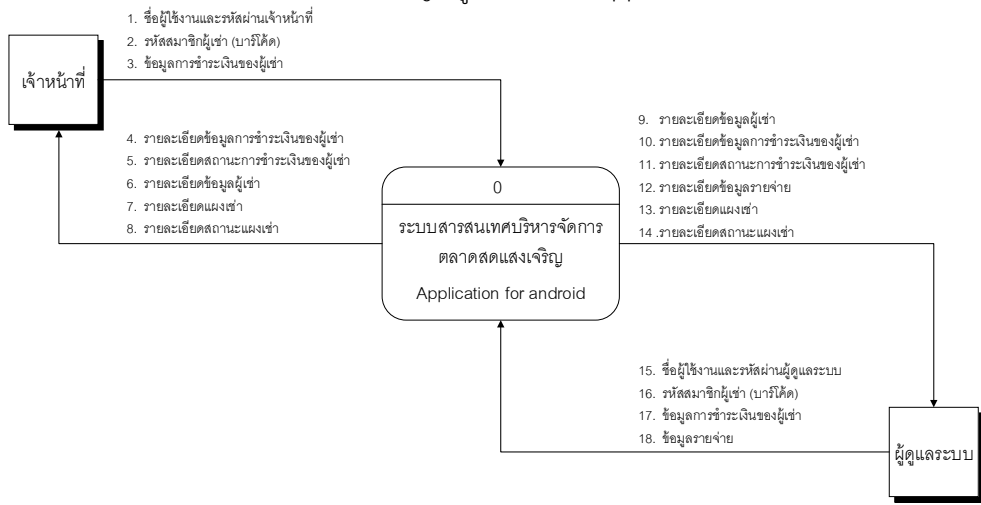 1. ชื่อผู้ใช้งานและรหัสผ่านเจ้าหน้าที่
2. รหัสสมาชิกผู้เช่า (บาร์โค้ด)
3. ข้อมูลการชำระเงินของผู้เช่า
เจ้าหน้าที่
4. รายละเอียดข้อมูลการชำระเงินของผู้เช่า
5. รายละเอียดสถานะการชำระเงินของผู้เช่า
6. รายละเอียดข้อมูลผู้เช่า
7. รายละเอียดแผงเช่า
8. รายละเอียดสถานะแผงเช่า
9. รายละเอียดข้อมูลผู้เช่า
10. รายละเอียดข้อมูลการชำระเงินของผู้เช่า
11. รายละเอียดสถานะการชำระเงินของผู้เช่า
12. รายละเอียดข้อมูลรายจ่าย
13. รายละเอียดแผงเช่า
14 .รายละเอียดสถานะแผงเช่า
0
ระบบสารสนเทศบริหารจัดการ
ตลาดสดแสงเจริญ
Application for android
15. ชื่อผู้ใช้งานและรหัสผ่านผู้ดูแลระบบ
16. รหัสสมาชิกผู้เช่า (บาร์โค้ด)
17. ข้อมูลการชำระเงินของผู้เช่า
18. ข้อมูลรายจ่าย
ผู้ดูแลระบบ